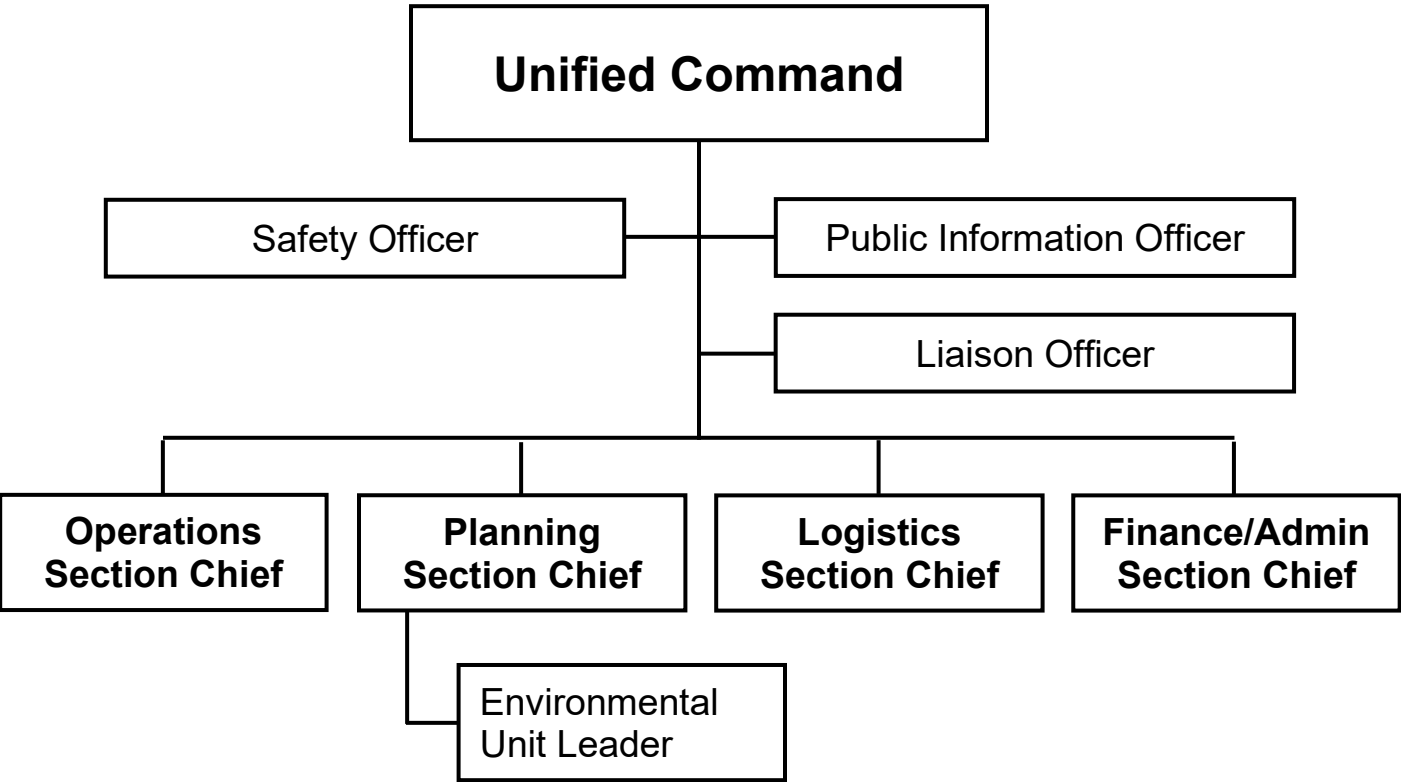 Unified Command
Safety Officer
Public Information Officer
Liaison Officer
Operations
Section Chief
Planning
Section Chief
Logistics
Section Chief
Finance/Admin
Section Chief
Environmental
Unit Leader